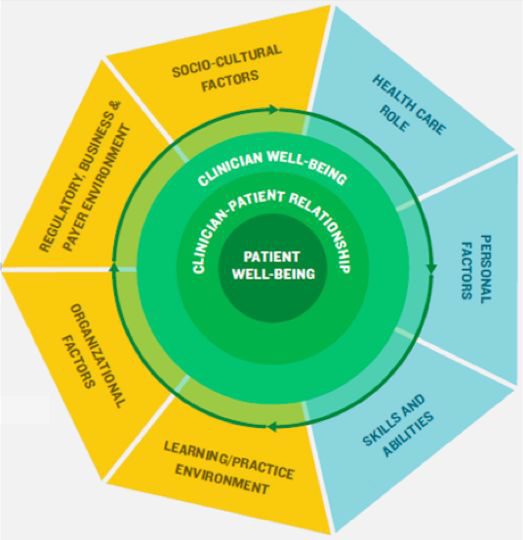 SOCIO-CULTURAL
FACTORS
HEALTH CARE
ROLE
PERSONAL
FACTORS
SKILLS AND
ABILITIES
LEARNING/PRACTICE
ENVIRONMENT
ORGANIZATIONAL
FACTORS
REGULATORY, BUSINESS &
PAYER ENVIRONMENT
CLINICIAN WELL-BEING
CLINICIAN-PATIENT RELATIONSHIP
PATIENT
WELL-BEING